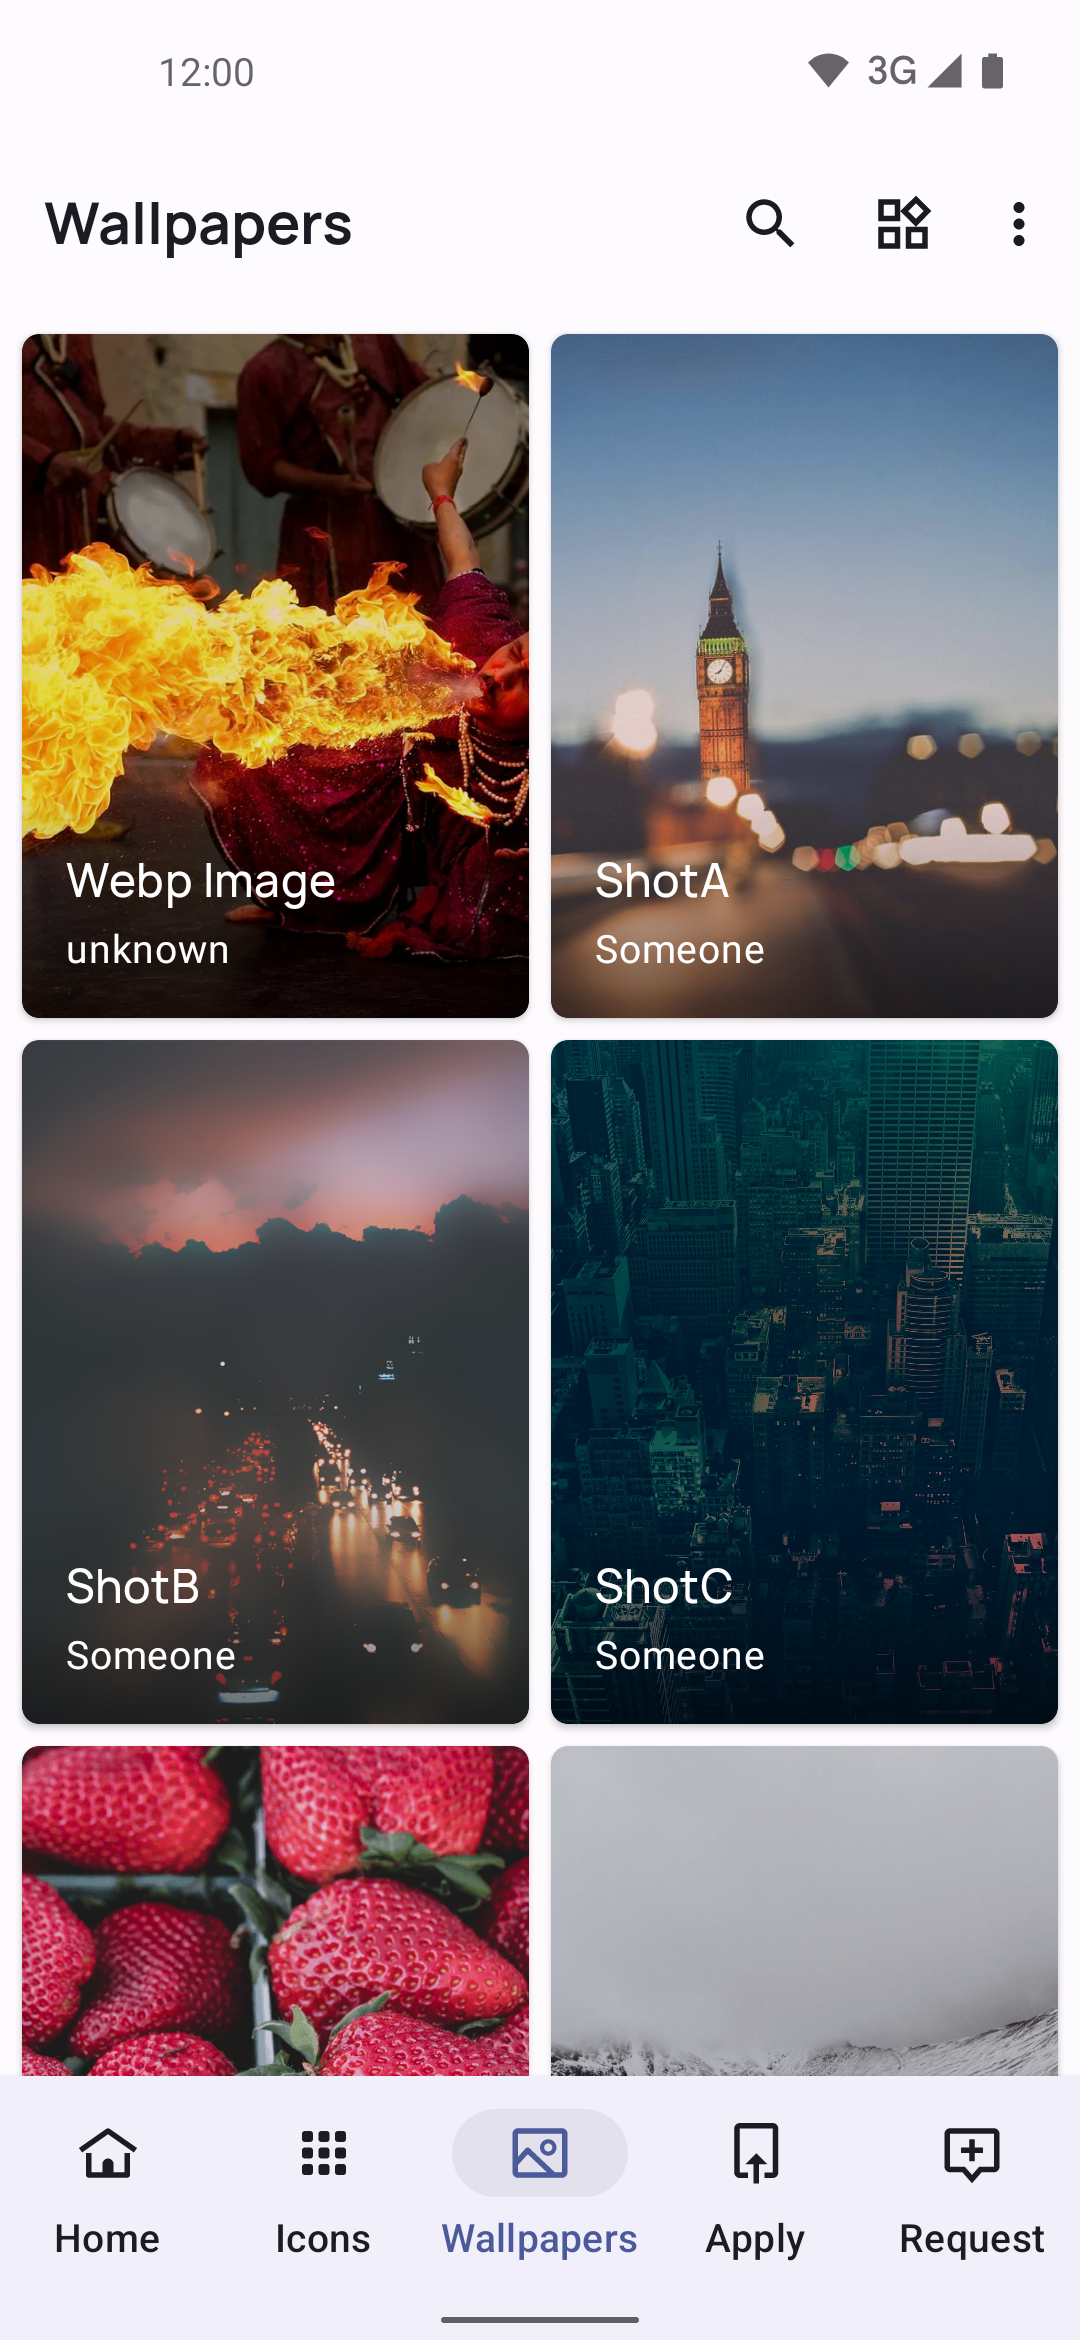 12:00
3G
Wallpapers
Webp Image
unknown
ShotA
Someone
ShotB
Someone
ShotC
Someone
Home
Icons
Wallpapers
Apply
Request